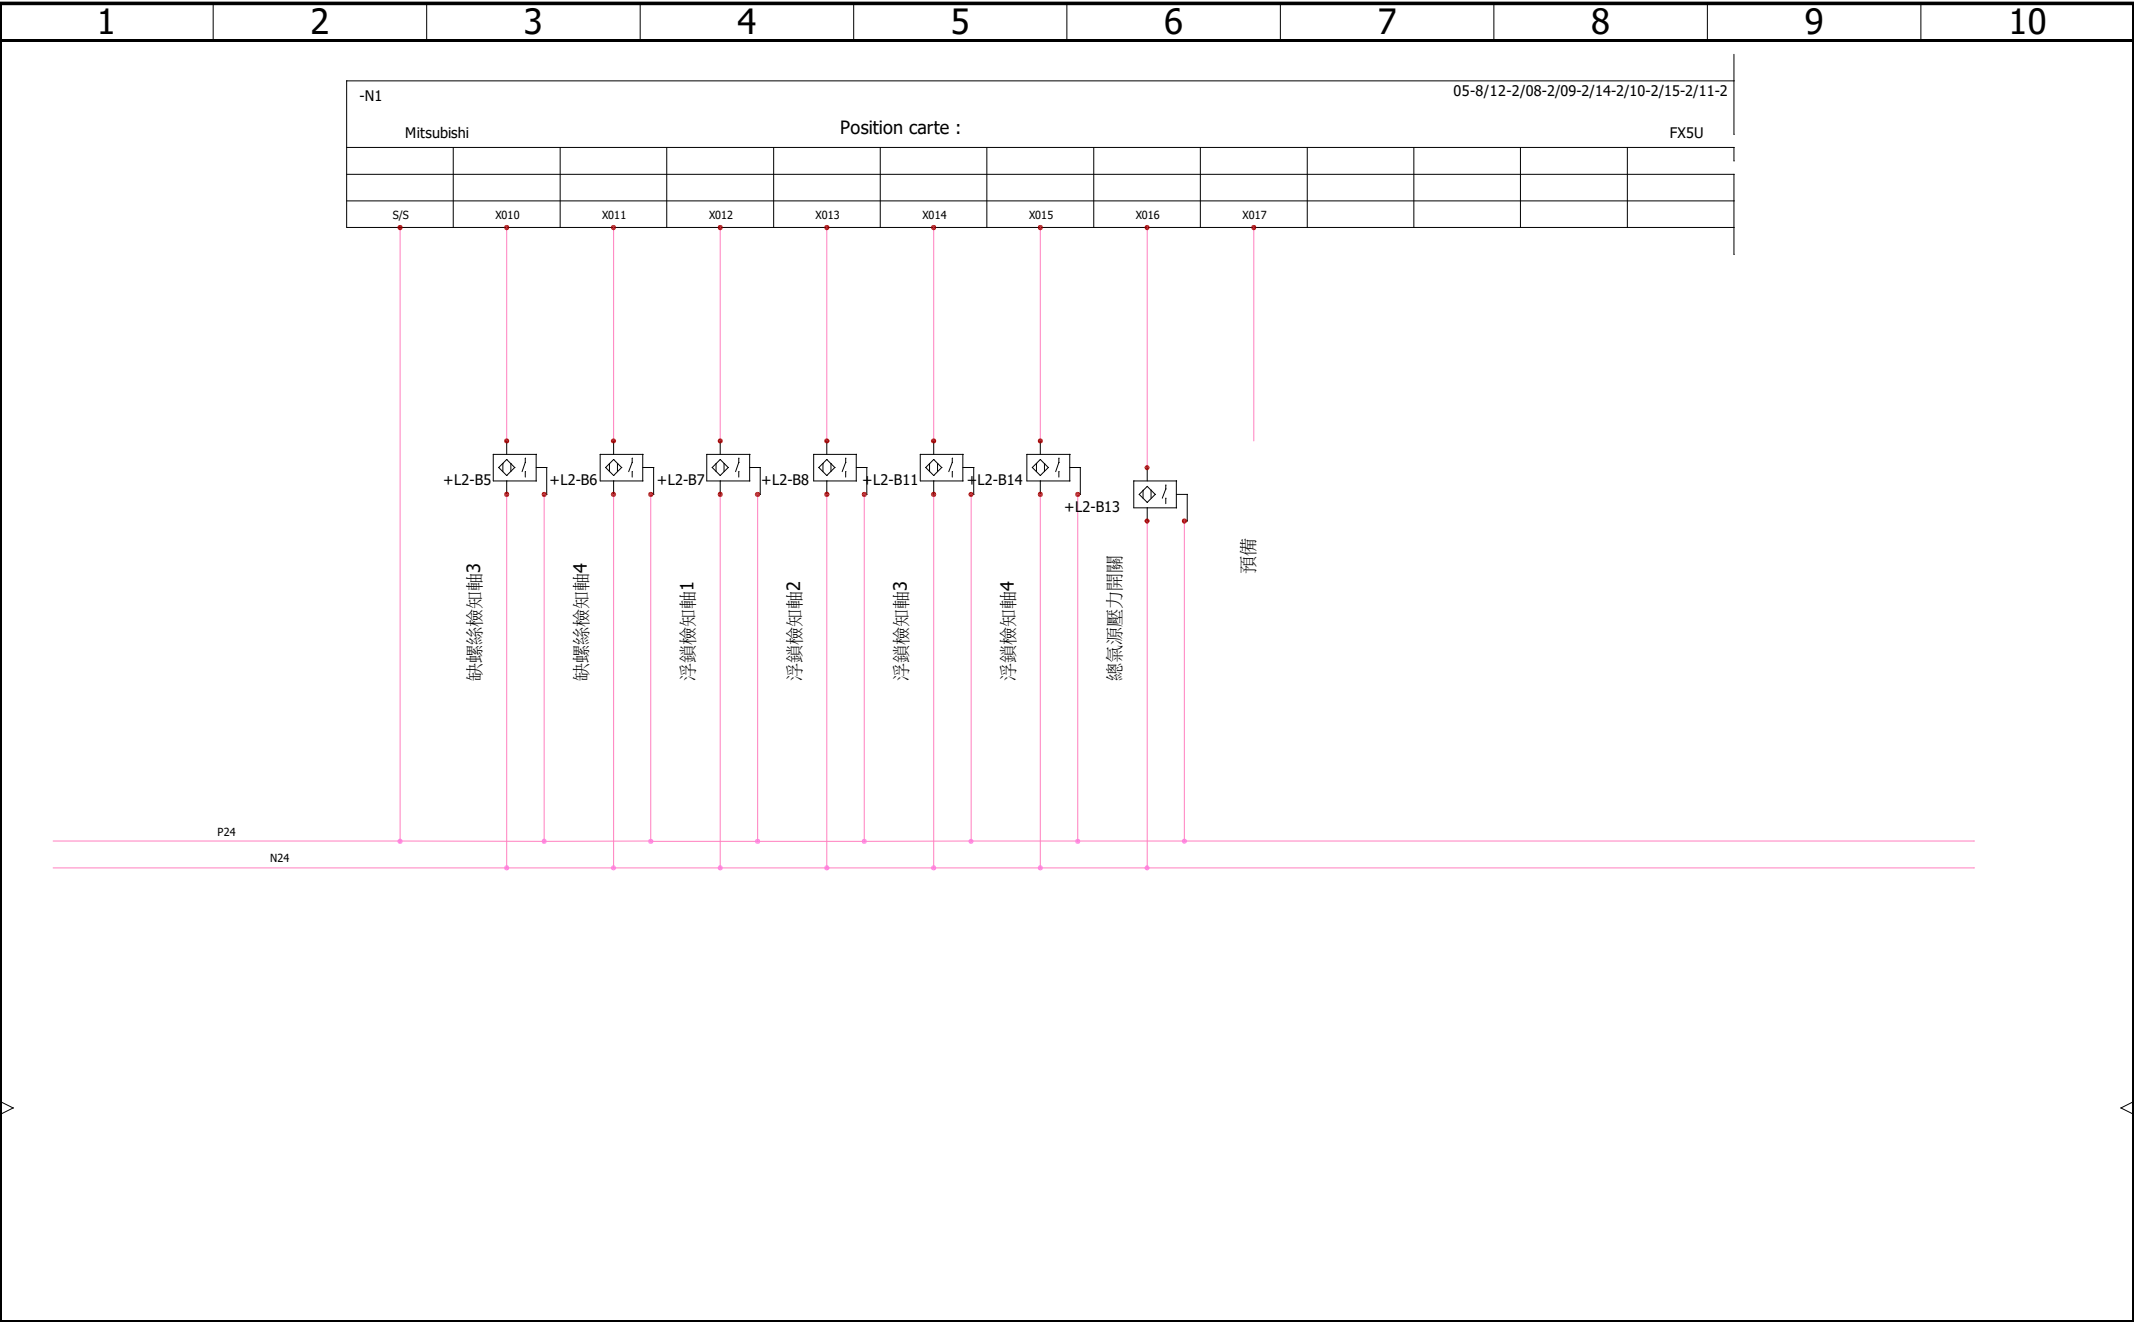 1 2 3 4 5 6 7 8 9 10
-N1 05-8/12-2/08-2/09-2/14-2/10-2/15-2/11-2
Mitsubishi Position carte : FX5U
S/S X010 X011 X012 X013 X014 X015 X016 X017
+L2-B5 +L2-B6 +L2-B7 +L2-B8 +L2-B11 +L2-B14
+L2-B13
缺螺絲檢知軸3
缺螺絲檢知軸4
浮鎖檢知軸1
浮鎖檢知軸2
浮鎖檢知軸3
浮鎖檢知軸4
總氣源壓力開關
預備
P24
N24